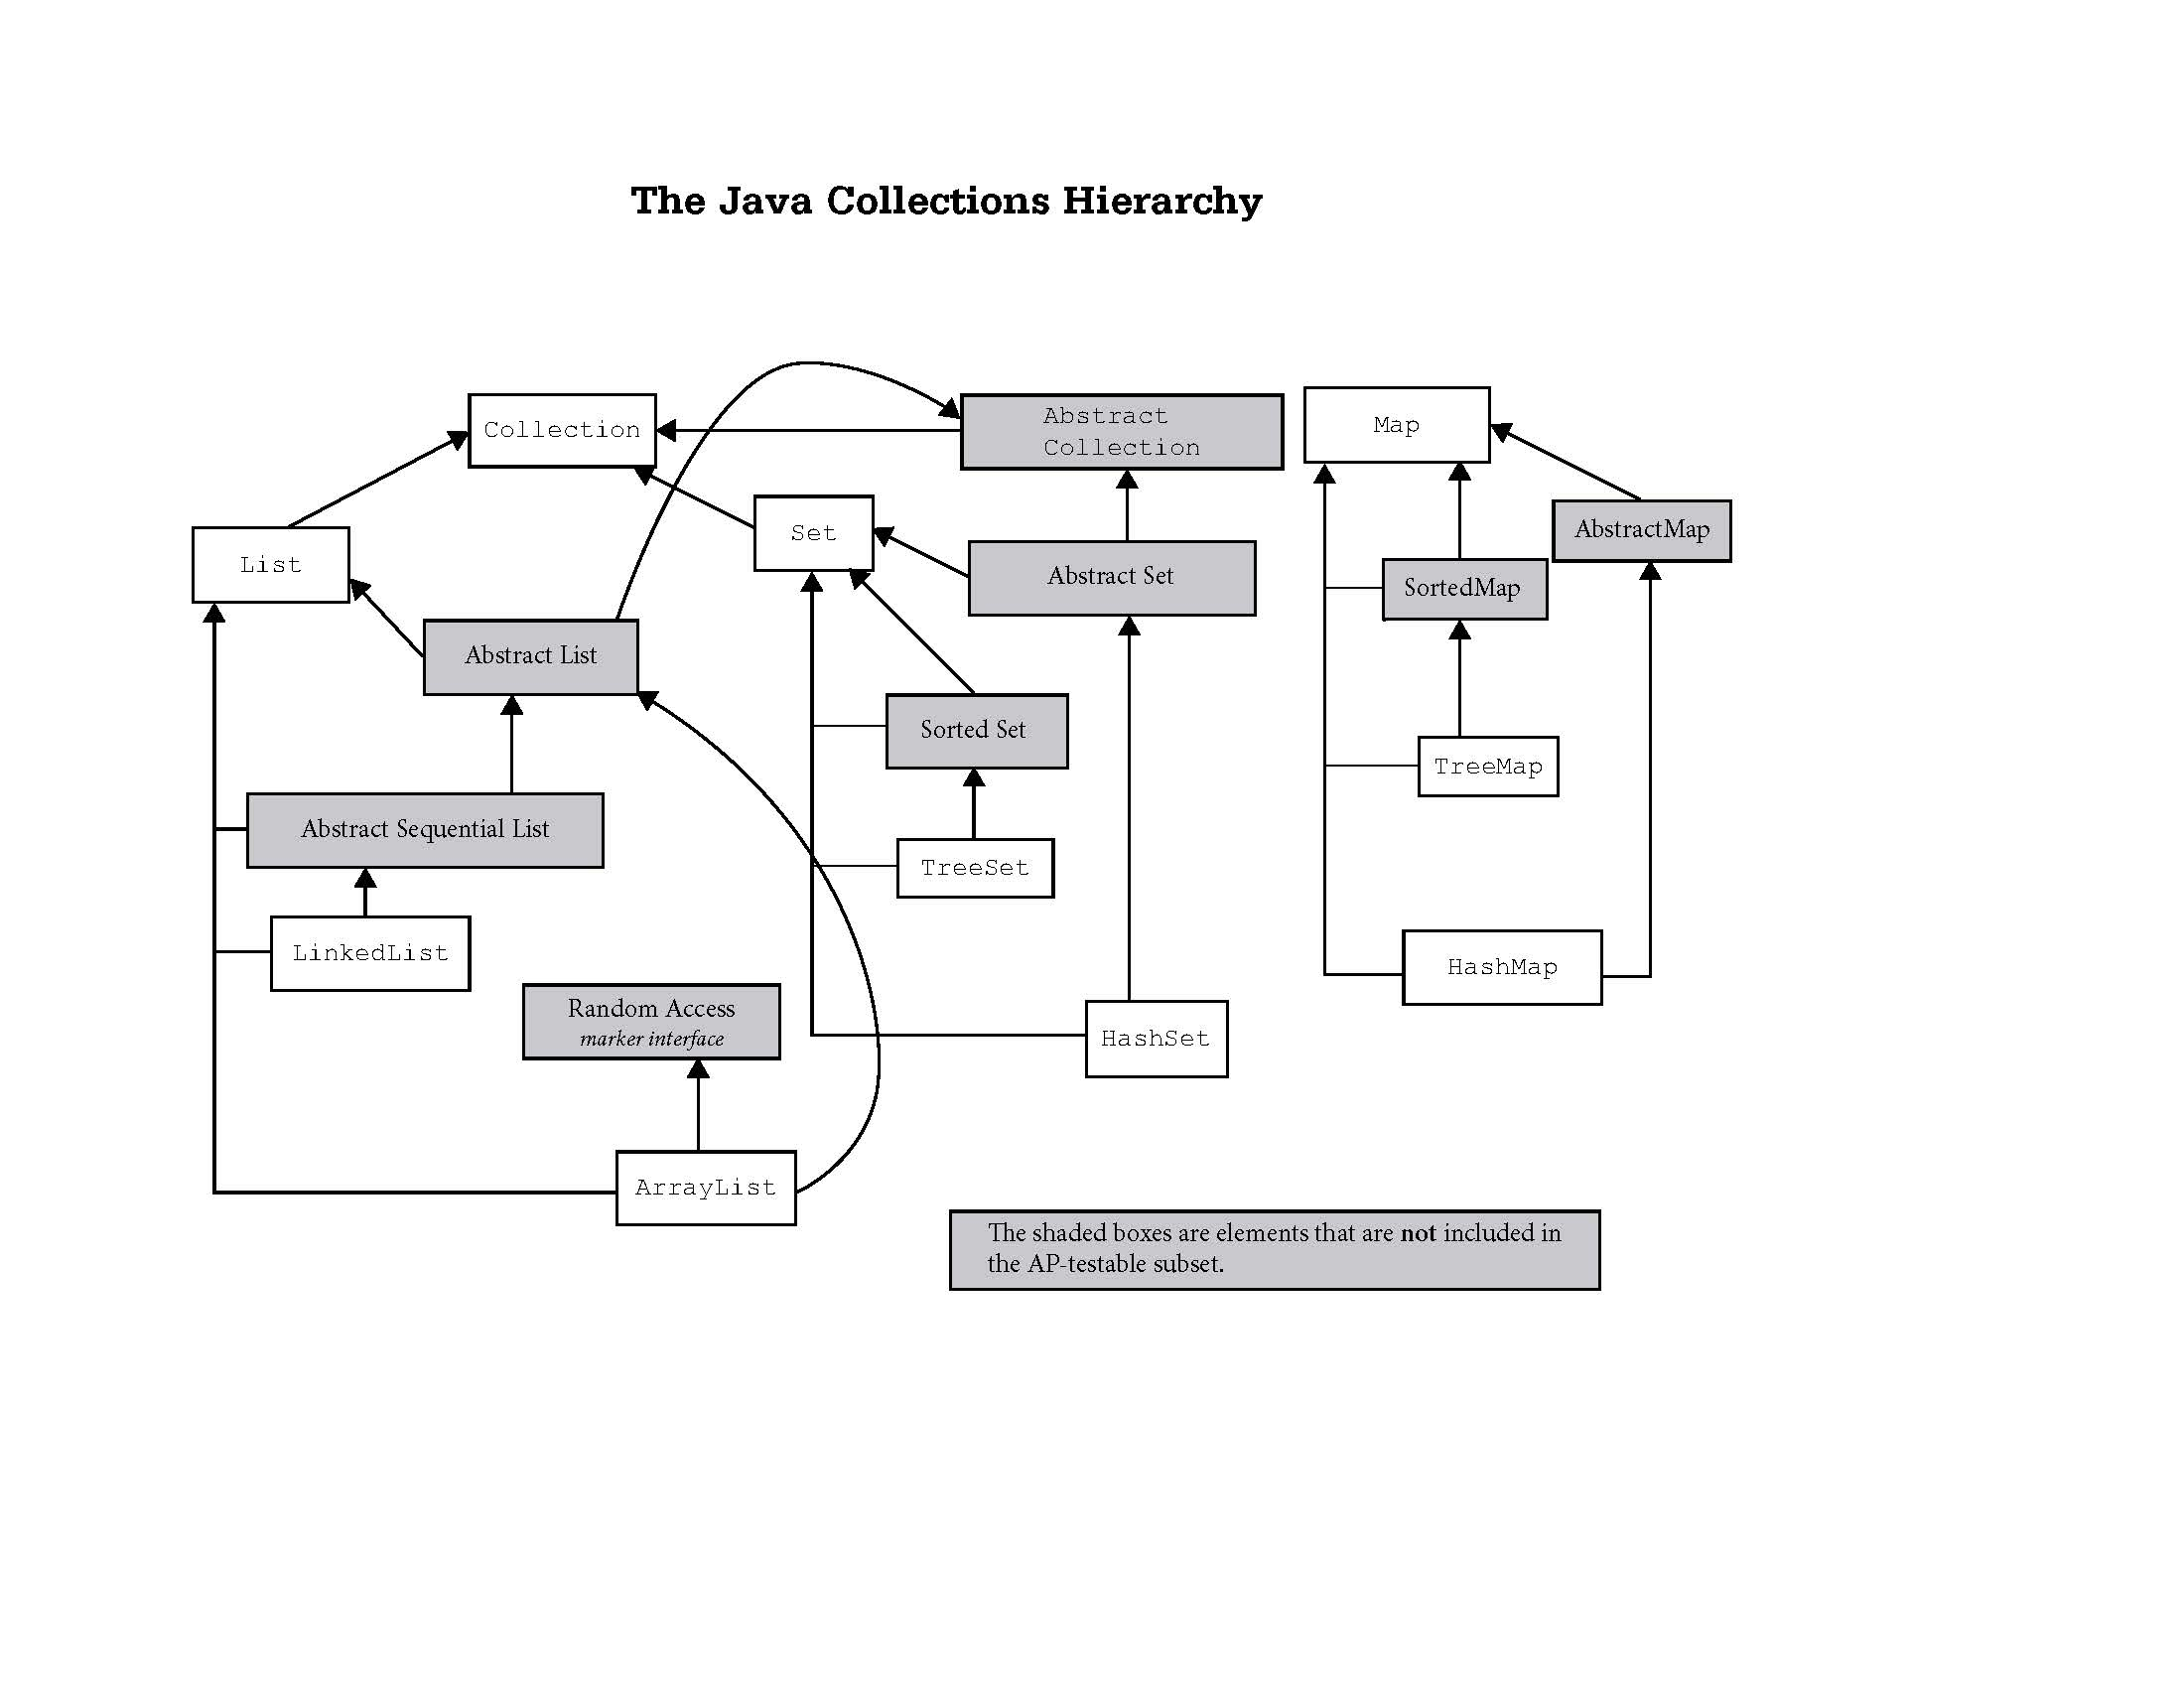 The Java Collections Hierarchy
Collection
Abstract
Collection
Map
List
Set
Abstract Set
AbstractMap
SortedMap
Abstract List
Sorted Set
TreeMap
Abstract Sequential List
TreeSet
LinkedList
HashMap
Random Access
marker interface
HashSet
ArrayList
The shaded boxes are elements that are not included in
the AP-testable subset.